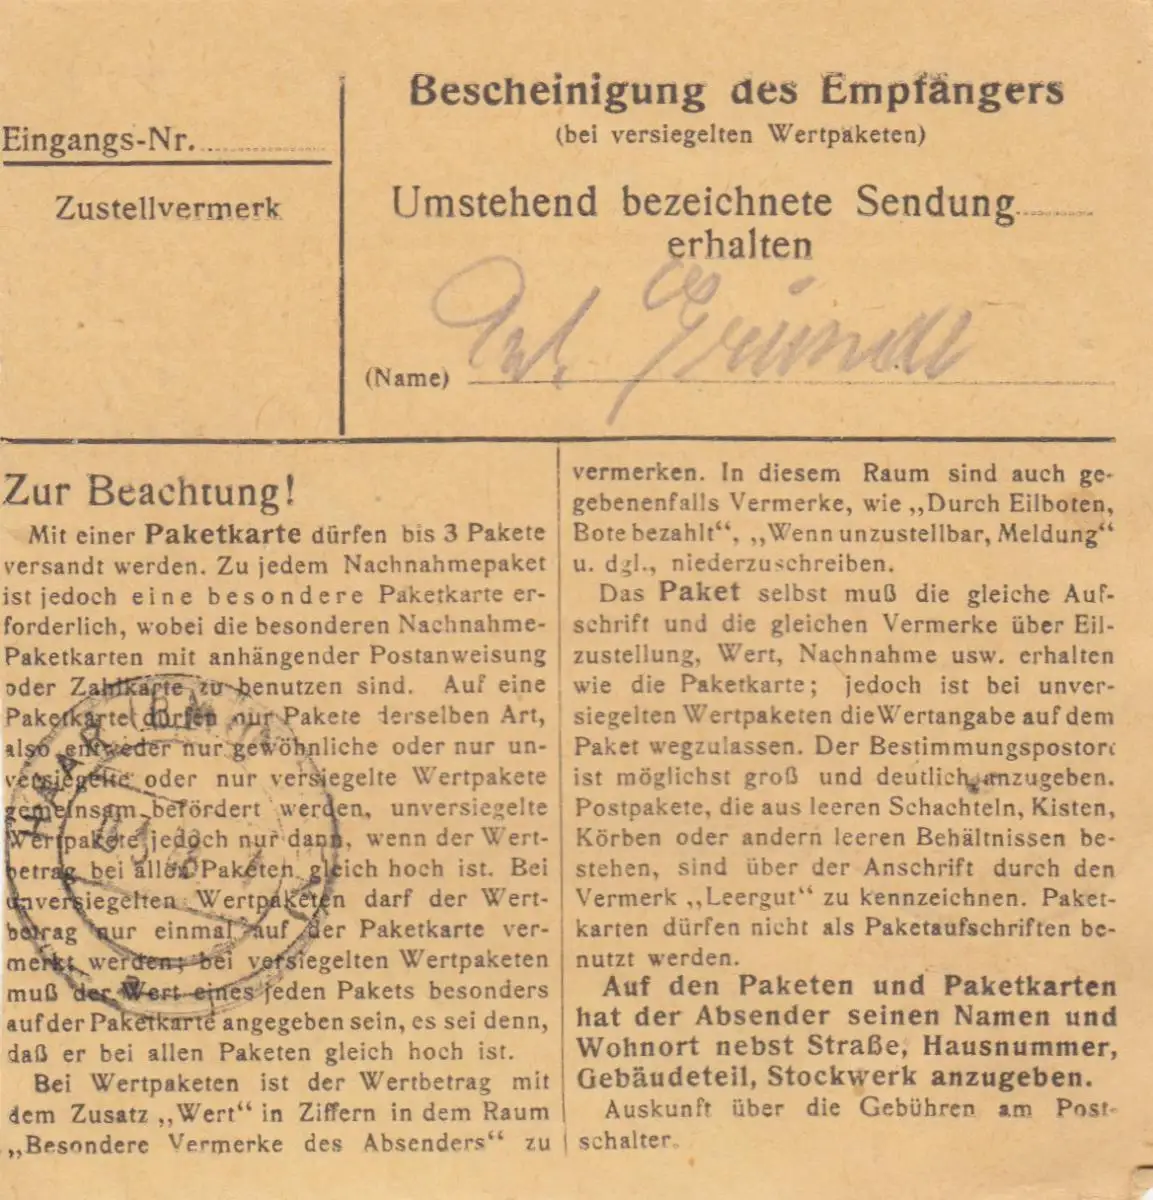 Eingangs-Nr.
Zustellvermerk
Bescheinigung des Empfängers
(bei versiegelten Wertpaketen)
Umstehend bezeichnete Sendung
erhalten
(Name)
Zur Beachtung!
Mit einer Paketkarte dürfen bis 3 Pakete
versandt werden. Zu jedem Nachnahmepaket
ist jedoch eine besondere Paketkarte er-
forderlich, wobei die besonderen Nachnahme-
Paketkarten mit anhängender Postanweisung
oder Zahlkarte zu benutzen sind. Auf eine
Paketkarte dürfen nur Pakete derselben Art,
also entweder nur gewöhnliche oder nur un-
versiegelte oder nur versiegelte Wertpakete
gemeinsam befördert werden, unversiegelte
Wertpakete jedoch nur dann, wenn der Wert-
betrag bei allen Paketen gleich hoch ist. Bei
unversiegelten Wertpaketen darf der Wert-
betrag nur einmal auf der Paketkarte ver-
merkt werden; bei versiegelten Wertpaketen
muß der Wert eines jeden Pakets besonders
auf der Paketkarte angegeben sein, es sei denn,
daß er bei allen Paketen gleich hoch ist.
Bei Wertpaketen ist der Wertbetrag mit
dem Zusatz „Wert“ in Ziffern in dem Raum
„Besondere Vermerke des Absenders“ zu
vermerken. In diesem Raum sind auch ge-
gebenenfalls Vermerke, wie „Durch Eilboten,
Bote bezahlt“, „Wenn unzustellbar, Meldung“
u. dgl., niederzuschreiben.
Das Paket selbst muß die gleiche Auf-
schrift und die gleichen Vermerke über Eil-
zustellung, Wert, Nachnahme usw. erhalten
wie die Paketkarte; jedoch ist bei unver-
siegelten Wertpaketen die Wertangabe auf dem
Paket wegzulassen. Der Bestimmungspostort
ist möglichst groß und deutlich anzugeben.
Postpakete, die aus leeren Schachteln, Kisten,
Körben oder andern leeren Behältnissen be-
stehen, sind über der Anschrift durch den
Vermerk „Leergut“ zu kennzeichnen. Paket-
karten dürfen nicht als Paketaufschriften be-
nutzt werden.
Auf den Paketen und Paketkarten
hat der Absender seinen Namen und
Wohnort nebst Straße, Hausnummer,
Gebäudeteil, Stockwerk anzugeben.
Auskunft über die Gebühren am Post-
schalter.